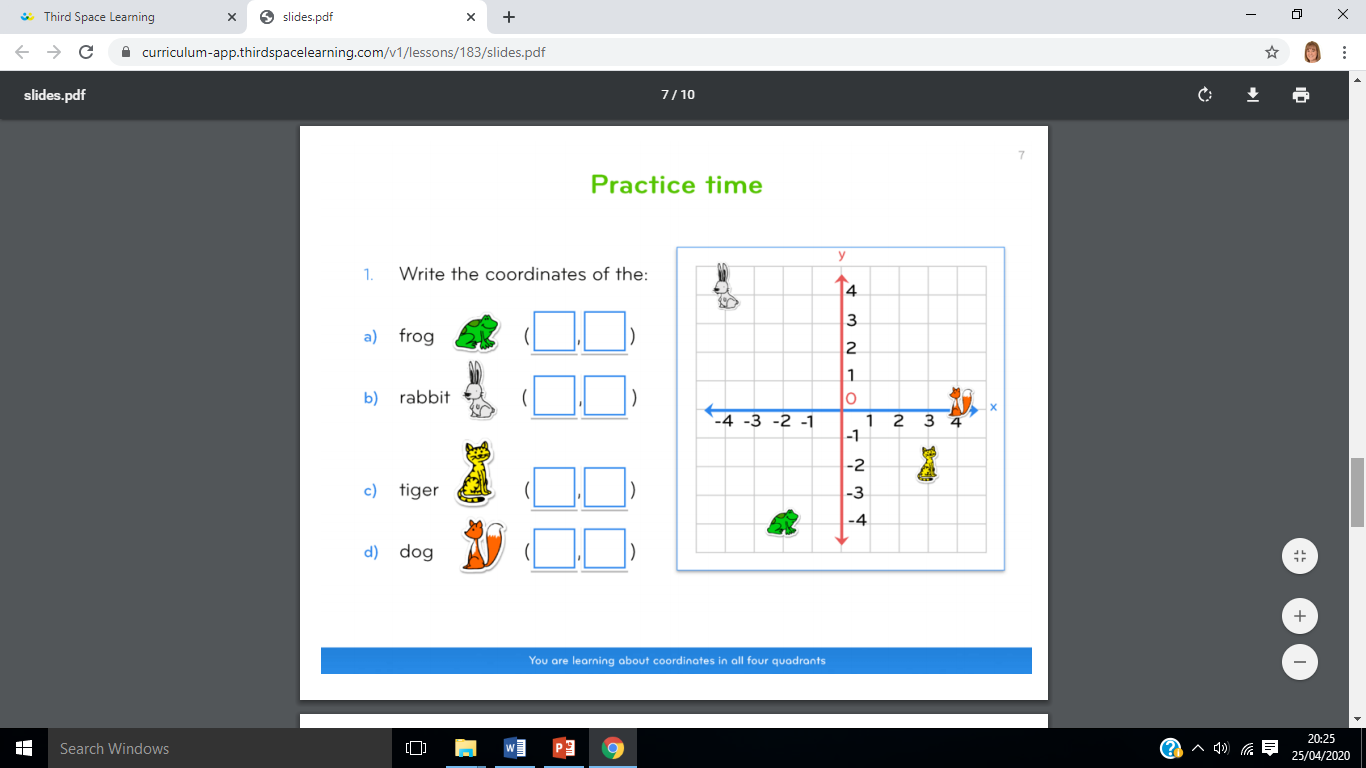 Third Space Learning
slides.pdf
curriculum-app.thirdspacelearning.com/v1/lessons/183/slides.pdf
slides.pdf
7 / 10
7
Practice time
1. Write the coordinates of the:
a) frog ( , )
b) rabbit ( , )
c) tiger ( , )
d) dog ( , )
y
4
3
2
1
0
x
-4 -3 -2 -1 1 2 3 4
-1
-2
-3
-4
You are learning about coordinates in all four quadrants
Search Windows
20:25
25/04/2020